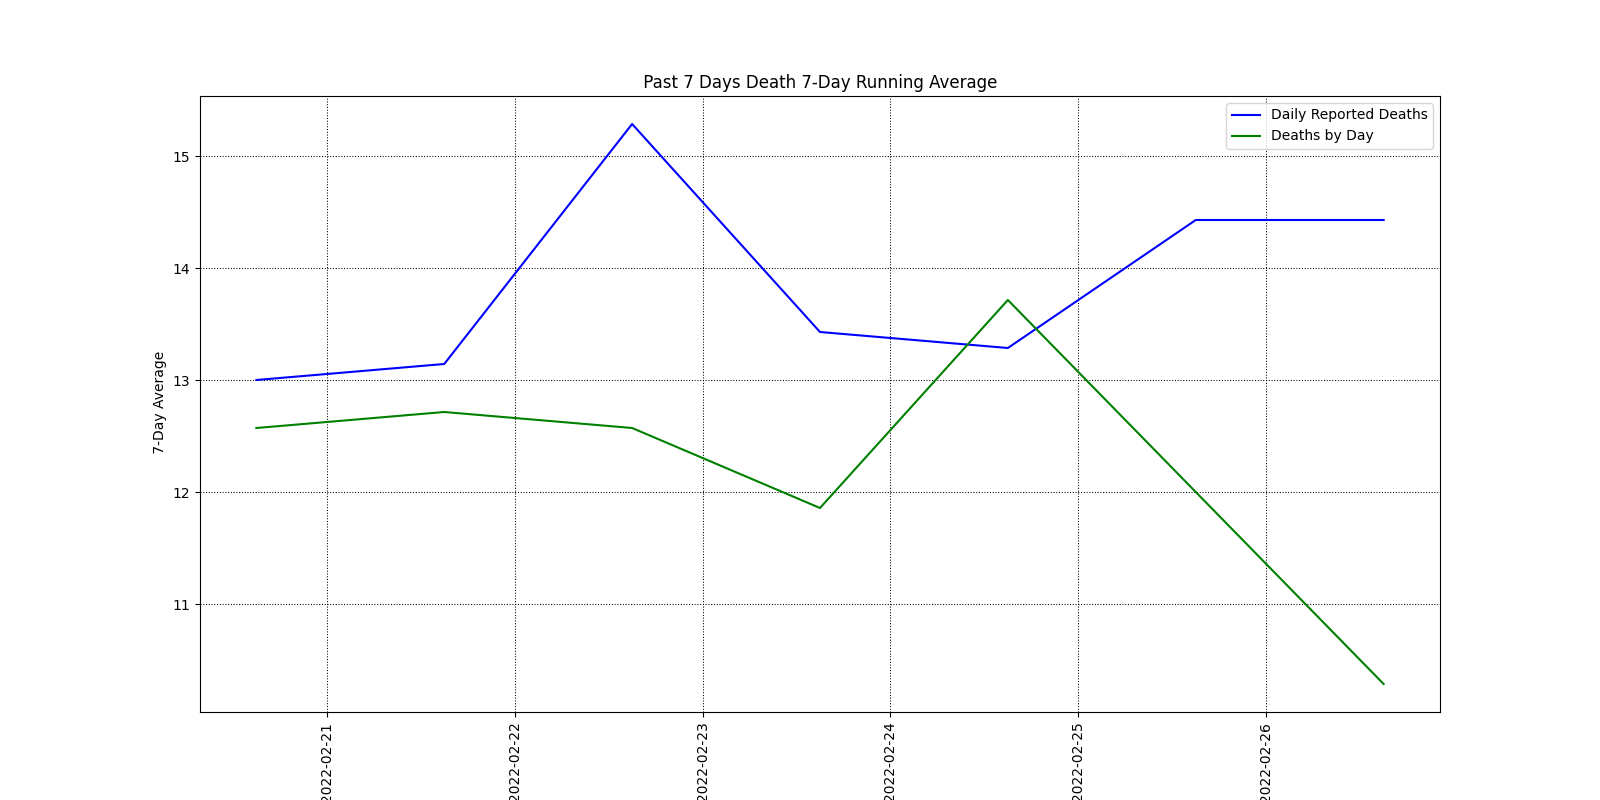 Past 7 Days Death 7-Day Running Average
Daily Reported Deaths
Deaths by Day
7-Day Average
15
14
13
12
11
2022-02-21
2022-02-22
2022-02-23
2022-02-24
2022-02-25
2022-02-26